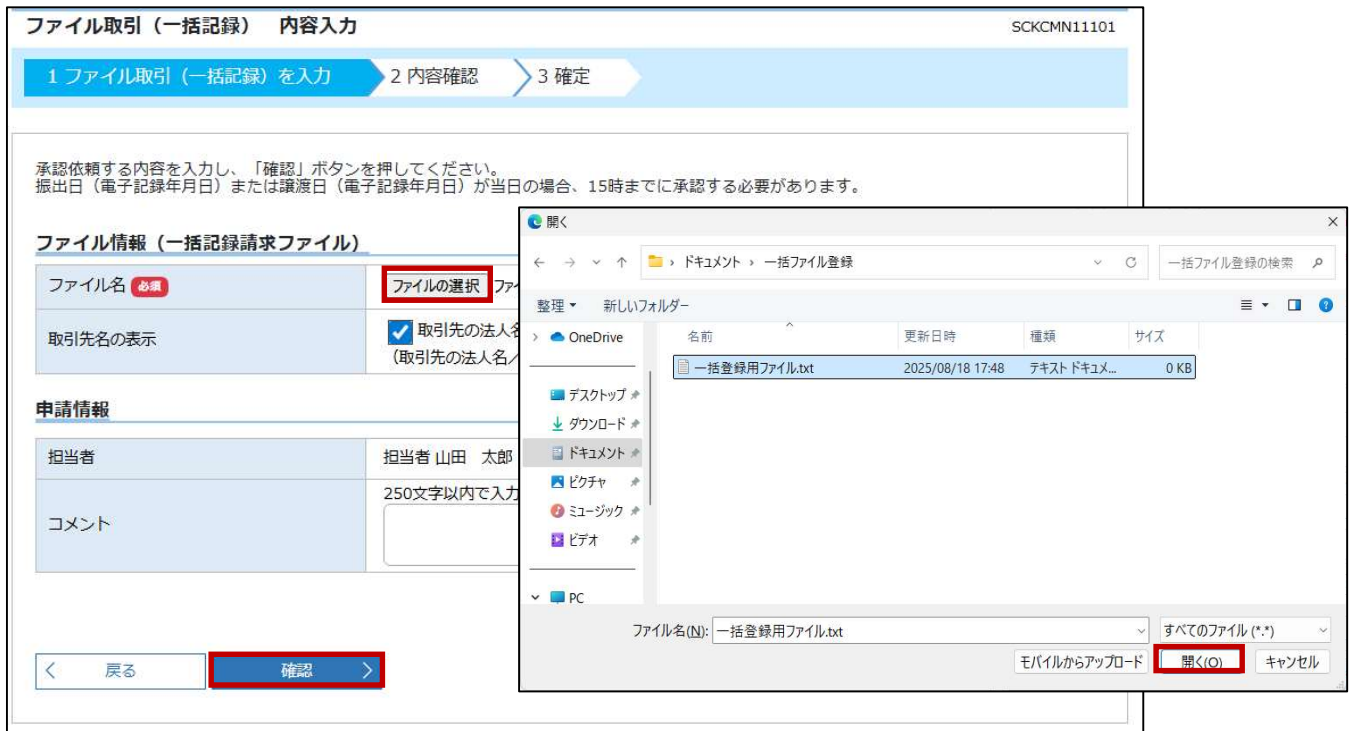 ファイル取引（一括記録）　内容入力
SCKCMN11101
1 ファイル取引（一括記録）を入力
2 内容確認
3 確定
承認依頼する内容を入力し、「確認」ボタンを押してください。
振出日（電子記録年月日）または譲渡日（電子記録年月日）が当日の場合、15時までに承認する必要があります。
ファイル情報（一括記録請求ファイル）
ファイル名 必須
ファイルの選択 ファイ
取引先名の表示
取引先の法人名
（取引先の法人名／
申請情報
担当者
担当者 山田　太郎
コメント
250文字以内で入力
戻る
確認
開く
ドキュメント › 一括ファイル登録
一括ファイル登録の検索
整理
新しいフォルダー
OneDrive
デスクトップ
ダウンロード
ドキュメント
ピクチャ
ミュージック
ビデオ
PC
名前
更新日時
種類
サイズ
一括登録用ファイル.txt
2025/08/18 17:48
テキスト ドキュメ...
0 KB
ファイル名(N):
一括登録用ファイル.txt
すべてのファイル (*.*)
モバイルからアップロード
開く(O)
キャンセル